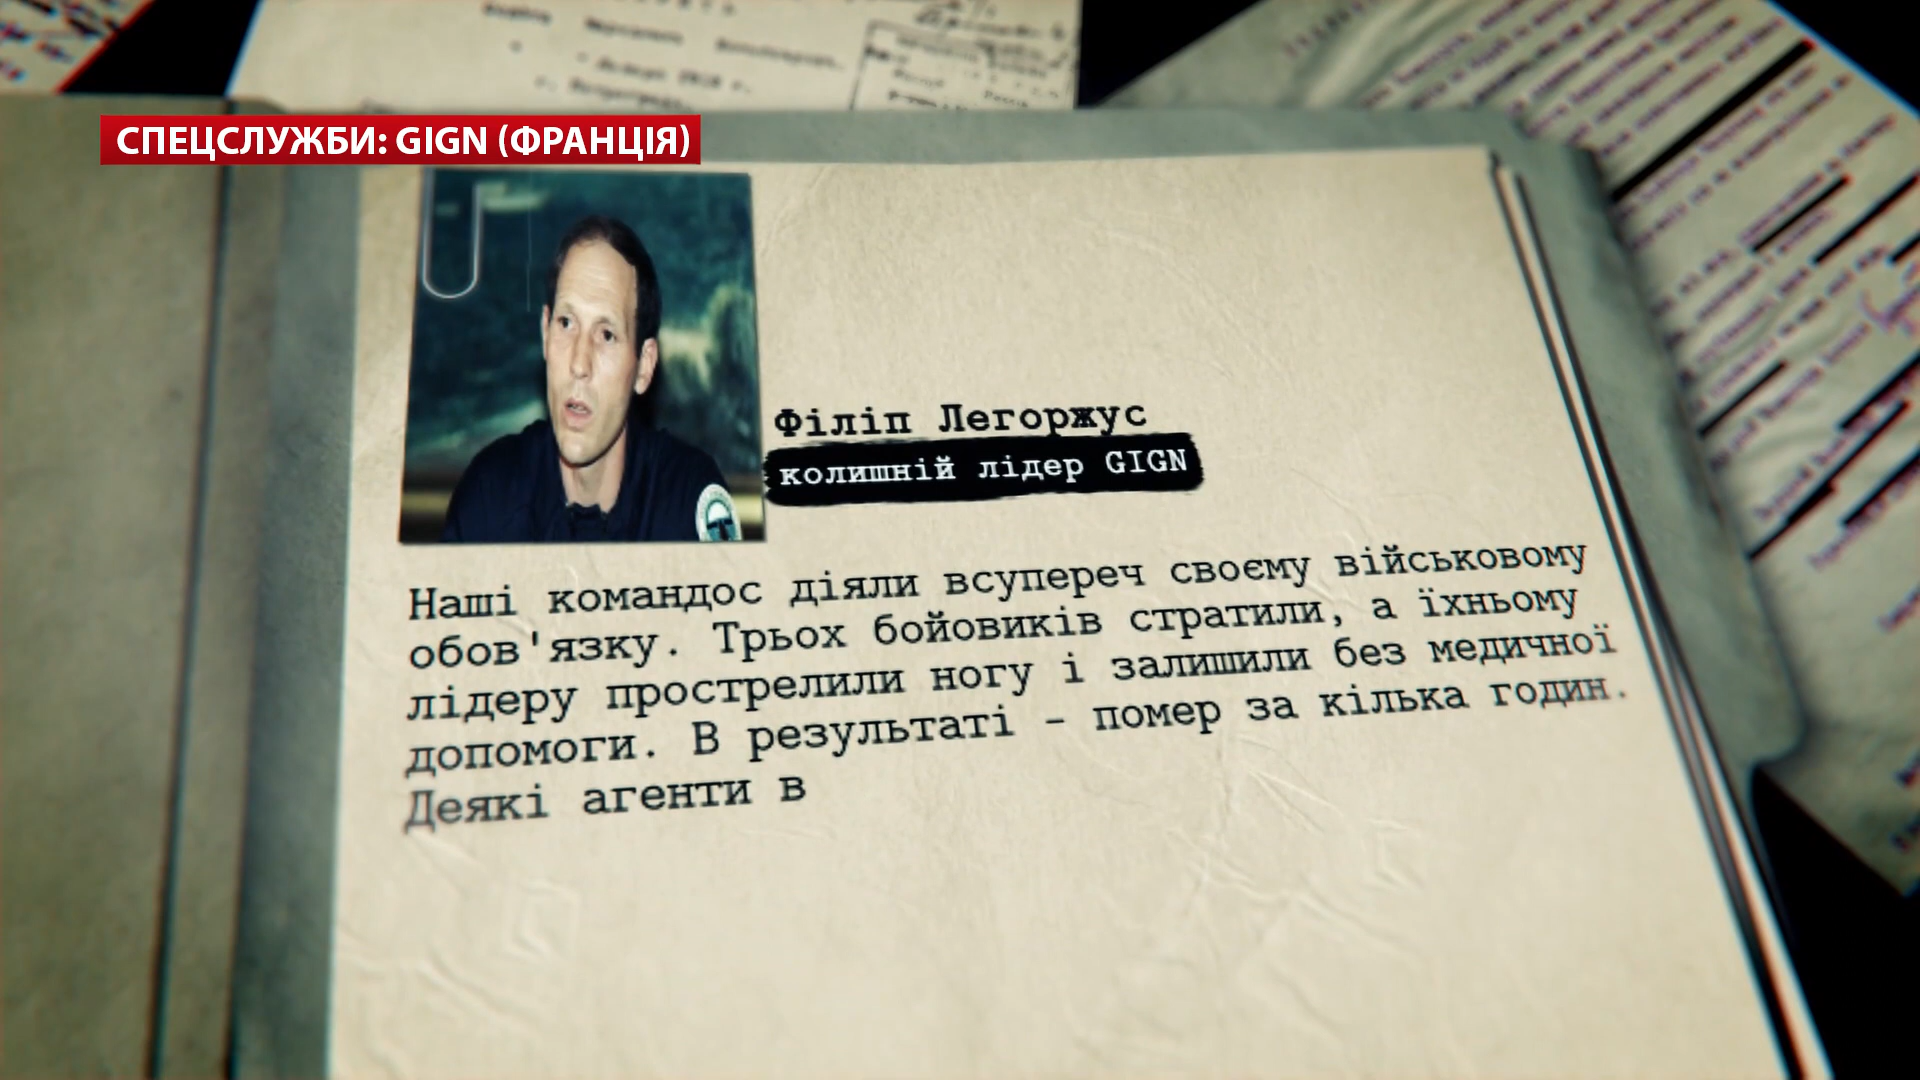 СПЕЦСЛУЖБИ: GIGN (ФРАНЦІЯ)
Філіп Легоржус
колишній лідер GIGN
Наші командос діяли всупереч своєму військовому
обов'язку. Трьох бойовиків стратили, а їхньому
лідеру прострелили ногу і залишили без медичної
допомоги. В результаті – помер за кілька годин.
Деякі агенти в